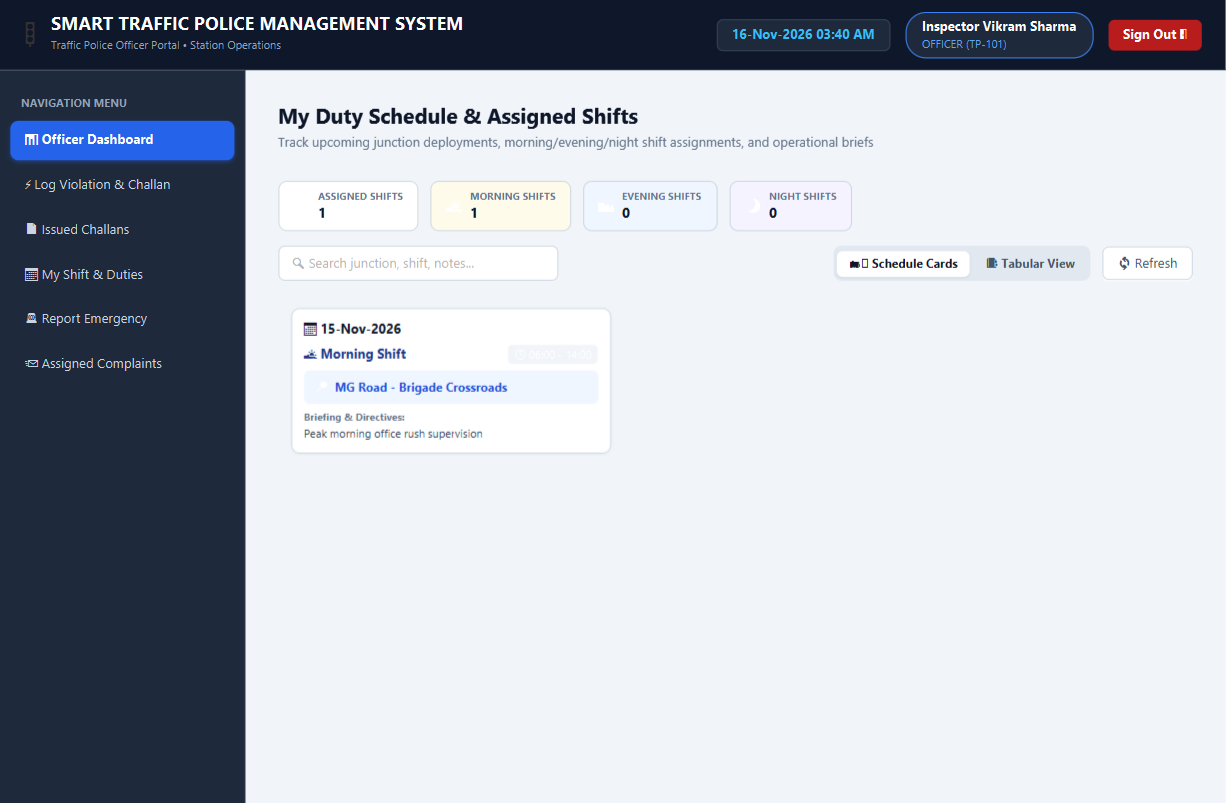 SMART TRAFFIC POLICE MANAGEMENT SYSTEM
Traffic Police Officer Portal • Station Operations
16-Nov-2026 03:40 AM
Inspector Vikram Sharma
OFFICER (TP-101)
Sign Out
NAVIGATION MENU
Officer Dashboard
Log Violation & Challan
Issued Challans
My Shift & Duties
Report Emergency
Assigned Complaints
My Duty Schedule & Assigned Shifts
Track upcoming junction deployments, morning/evening/night shift assignments, and operational briefs
ASSIGNED SHIFTS
1
MORNING SHIFTS
1
EVENING SHIFTS
0
NIGHT SHIFTS
0
Search junction, shift, notes...
Schedule Cards
Tabular View
Refresh
15-Nov-2026
Morning Shift
MG Road - Brigade Crossroads
Briefing & Directives:
Peak morning office rush supervision